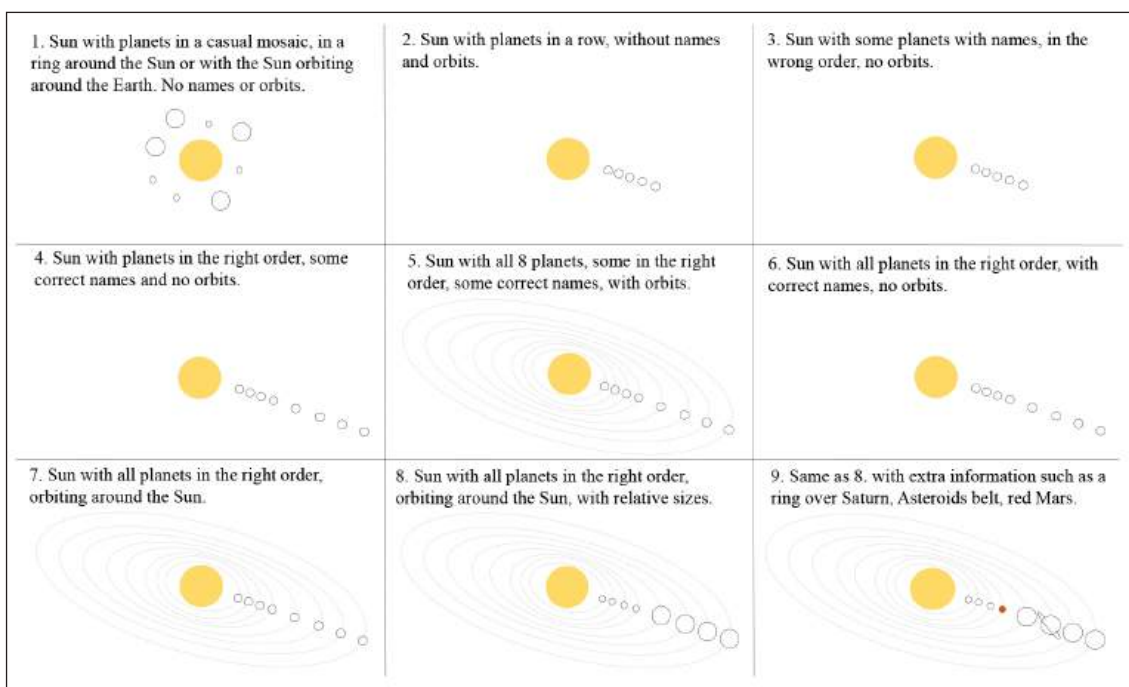 1. Sun with planets in a casual mosaic, in a
ring around the Sun or with the Sun orbiting
around the Earth. No names or orbits.
2. Sun with planets in a row, without names
and orbits.
3. Sun with some planets with names, in the
wrong order, no orbits.
4. Sun with planets in the right order, some
correct names and no orbits.
5. Sun with all 8 planets, some in the right
order, some correct names, with orbits.
6. Sun with all planets in the right order, with
correct names, no orbits.
7. Sun with all planets in the right order,
orbiting around the Sun.
8. Sun with all planets in the right order,
orbiting around the Sun, with relative sizes.
9. Same as 8. with extra information such as a
ring over Saturn, Asteroids belt, red Mars.